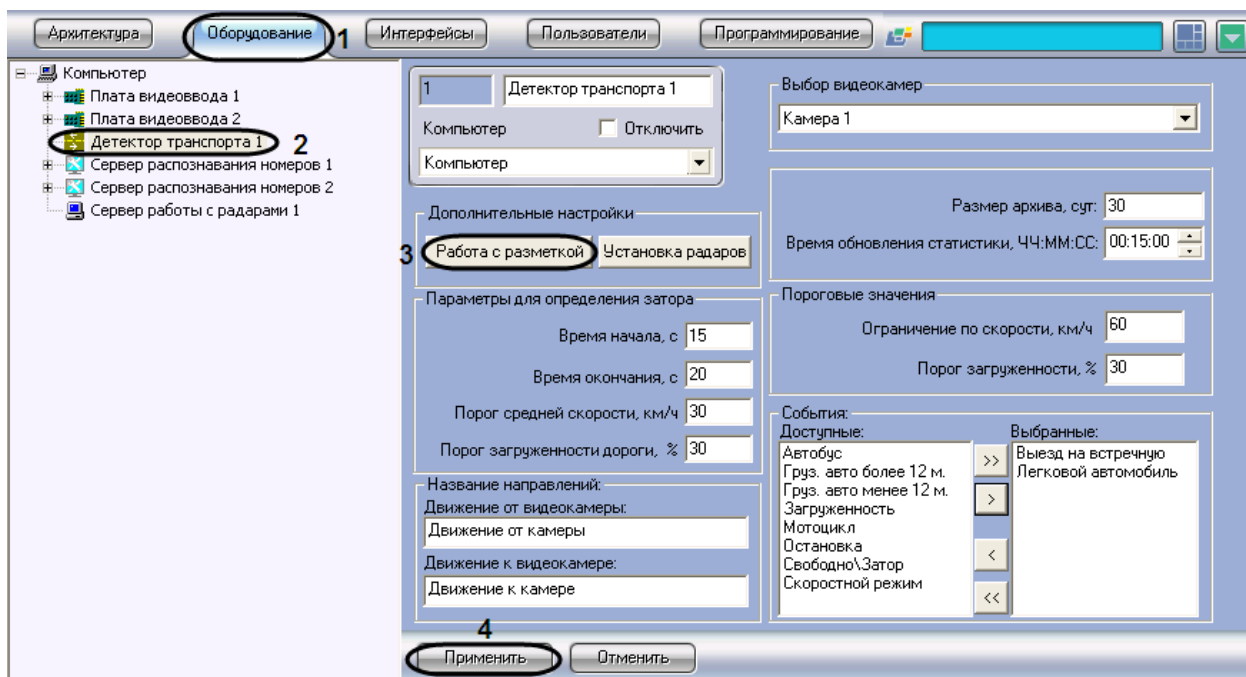 Архитектура
Оборудование
1
Интерфейсы
Пользователи
Программирование
Компьютер
Плата видеоввода 1
Плата видеоввода 2
Детектор транспорта 1
2
Сервер распознавания номеров 1
Сервер распознавания номеров 2
Сервер работы с радарами 1
1
Детектор транспорта 1
Компьютер
Отключить
Компьютер
Дополнительные настройки
3
Работа с разметкой
Установка радаров
Параметры для определения затора
Время начала, с 15
Время окончания, с 20
Порог средней скорости, км/ч 30
Порог загруженности дороги, % 30
Название направлений:
Движение от видеокамеры:
Движение от камеры
Движение к видеокамере:
Движение к камере
Выбор видеокамер
Камера 1
Размер архива, сут: 30
Время обновления статистики, ЧЧ:ММ:СС: 00:15:00
Пороговые значения
Ограничение по скорости, км/ч 60
Порог загруженности, % 30
События:
Доступные:
Автобус
Груз. авто более 12 м.
Груз. авто менее 12 м.
Загруженность
Мотоцикл
Остановка
Свободно\Затор
Скоростной режим
>>
>
<
<<
Выбранные:
Выезд на встречную
Легковой автомобиль
4
Применить
Отменить